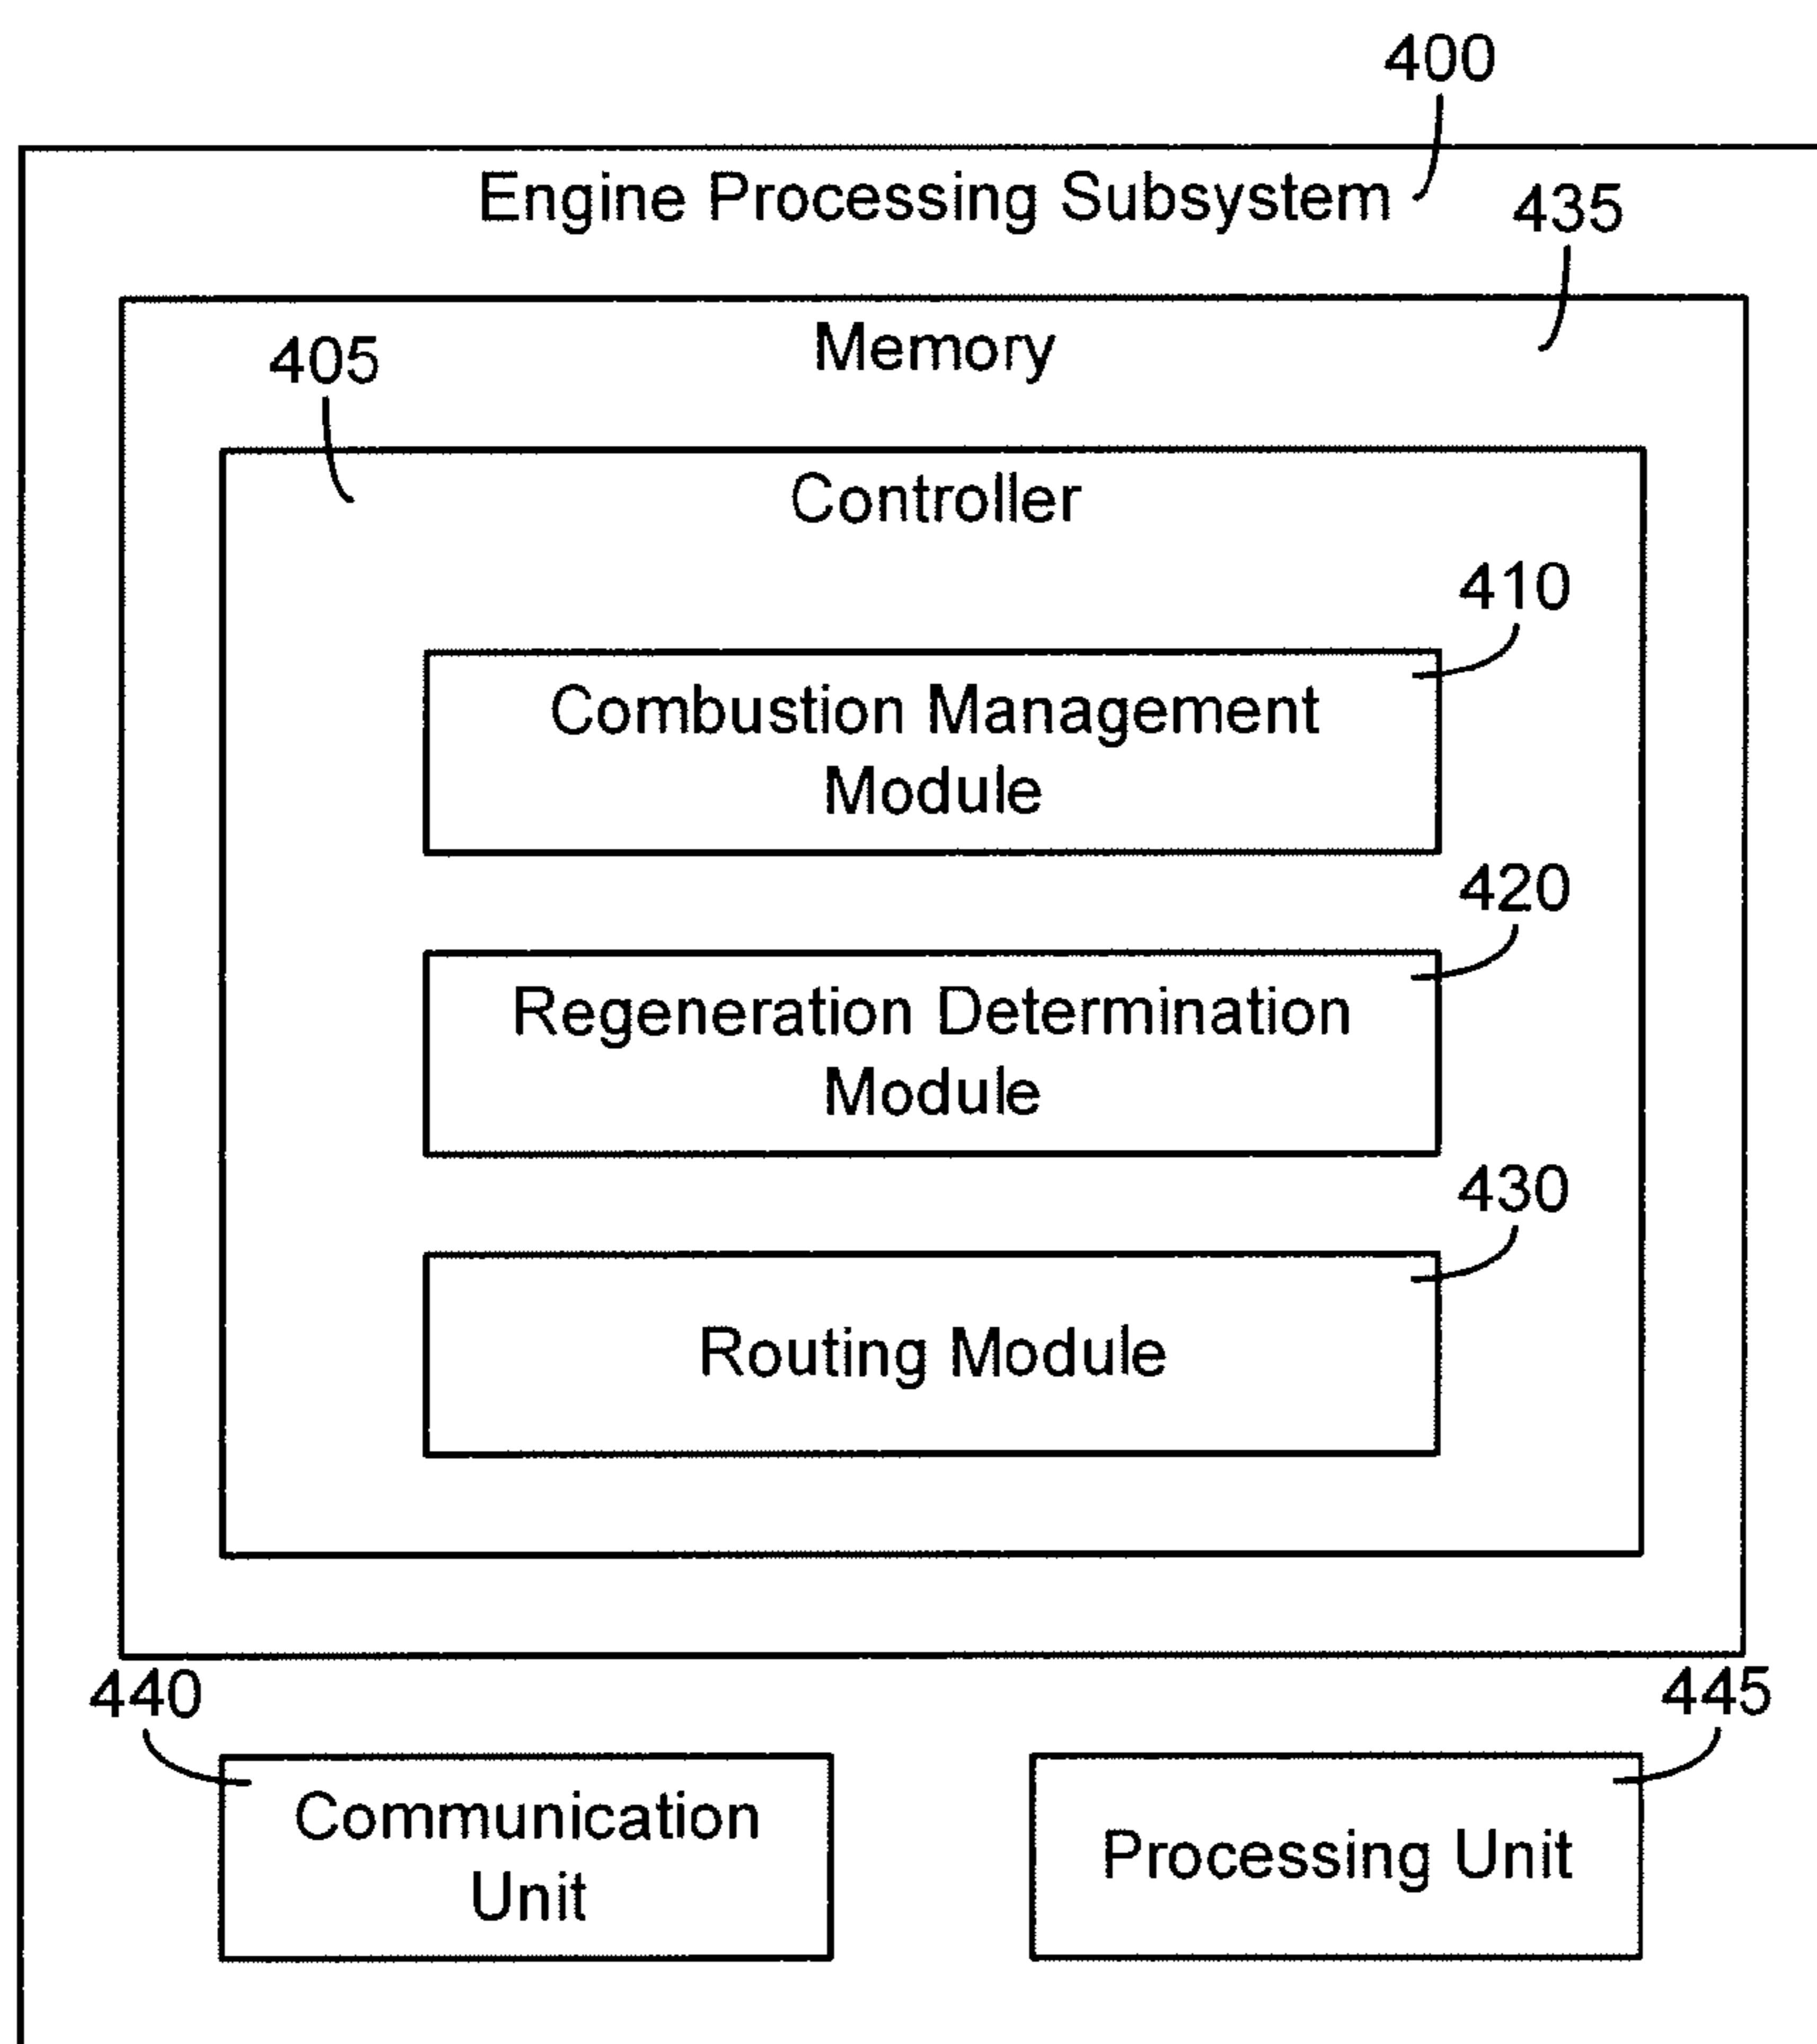 400
Engine Processing Subsystem
435
Memory
405
Controller
410
Combustion Management
Module
420
Regeneration Determination
Module
430
Routing Module
440
445
Communication
Unit
Processing Unit